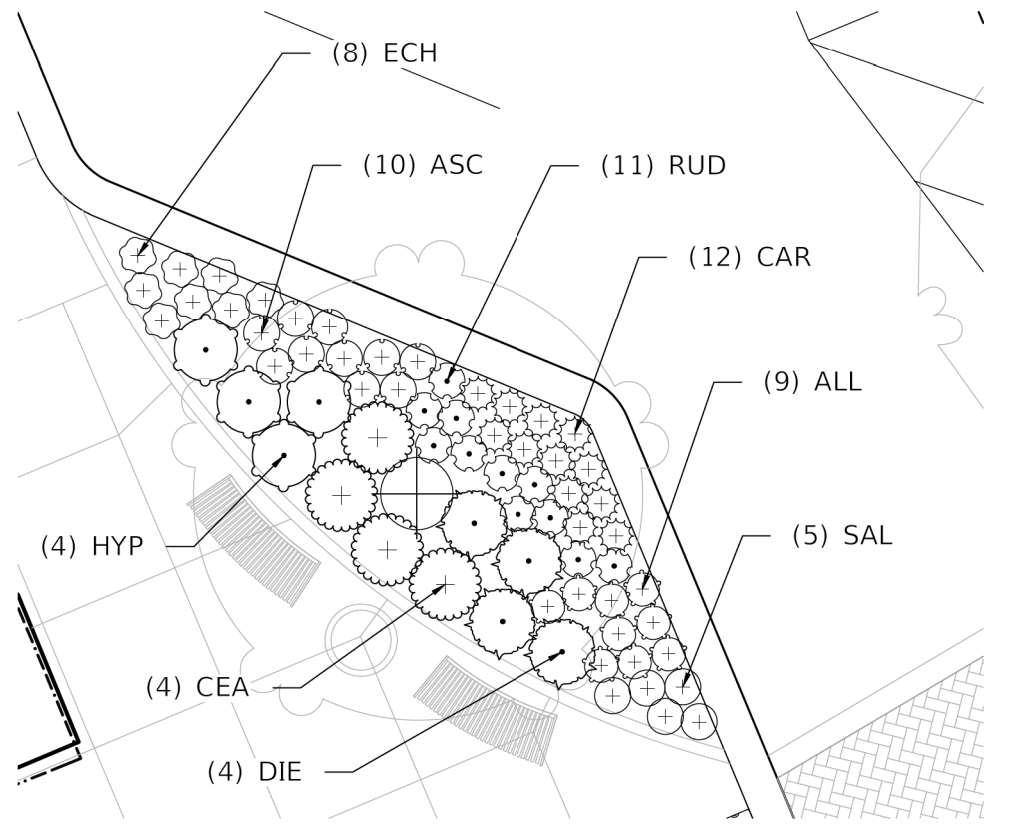 (8) ECH
(10) ASC
(11) RUD
(12) CAR
(9) ALL
(5) SAL
(4) HYP
(4) CEA
(4) DIE